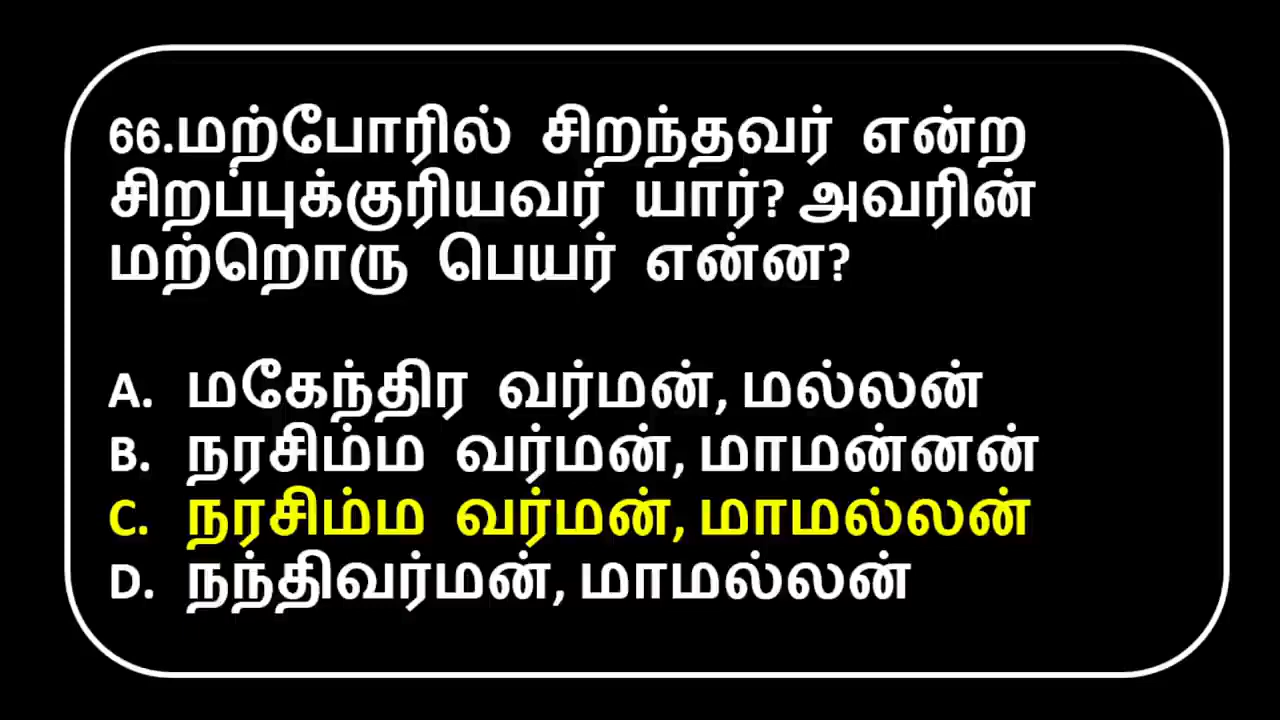 66.மற்போரில் சிறந்தவர் என்ற
சிறப்புக்குரியவர் யார்? அவரின்
மற்றொரு பெயர் என்ன?
A. மகேந்திர வர்மன், மல்லன்
B. நரசிம்ம வர்மன், மாமன்னன்
C. நரசிம்ம வர்மன், மாமல்லன்
D. நந்திவர்மன், மாமல்லன்